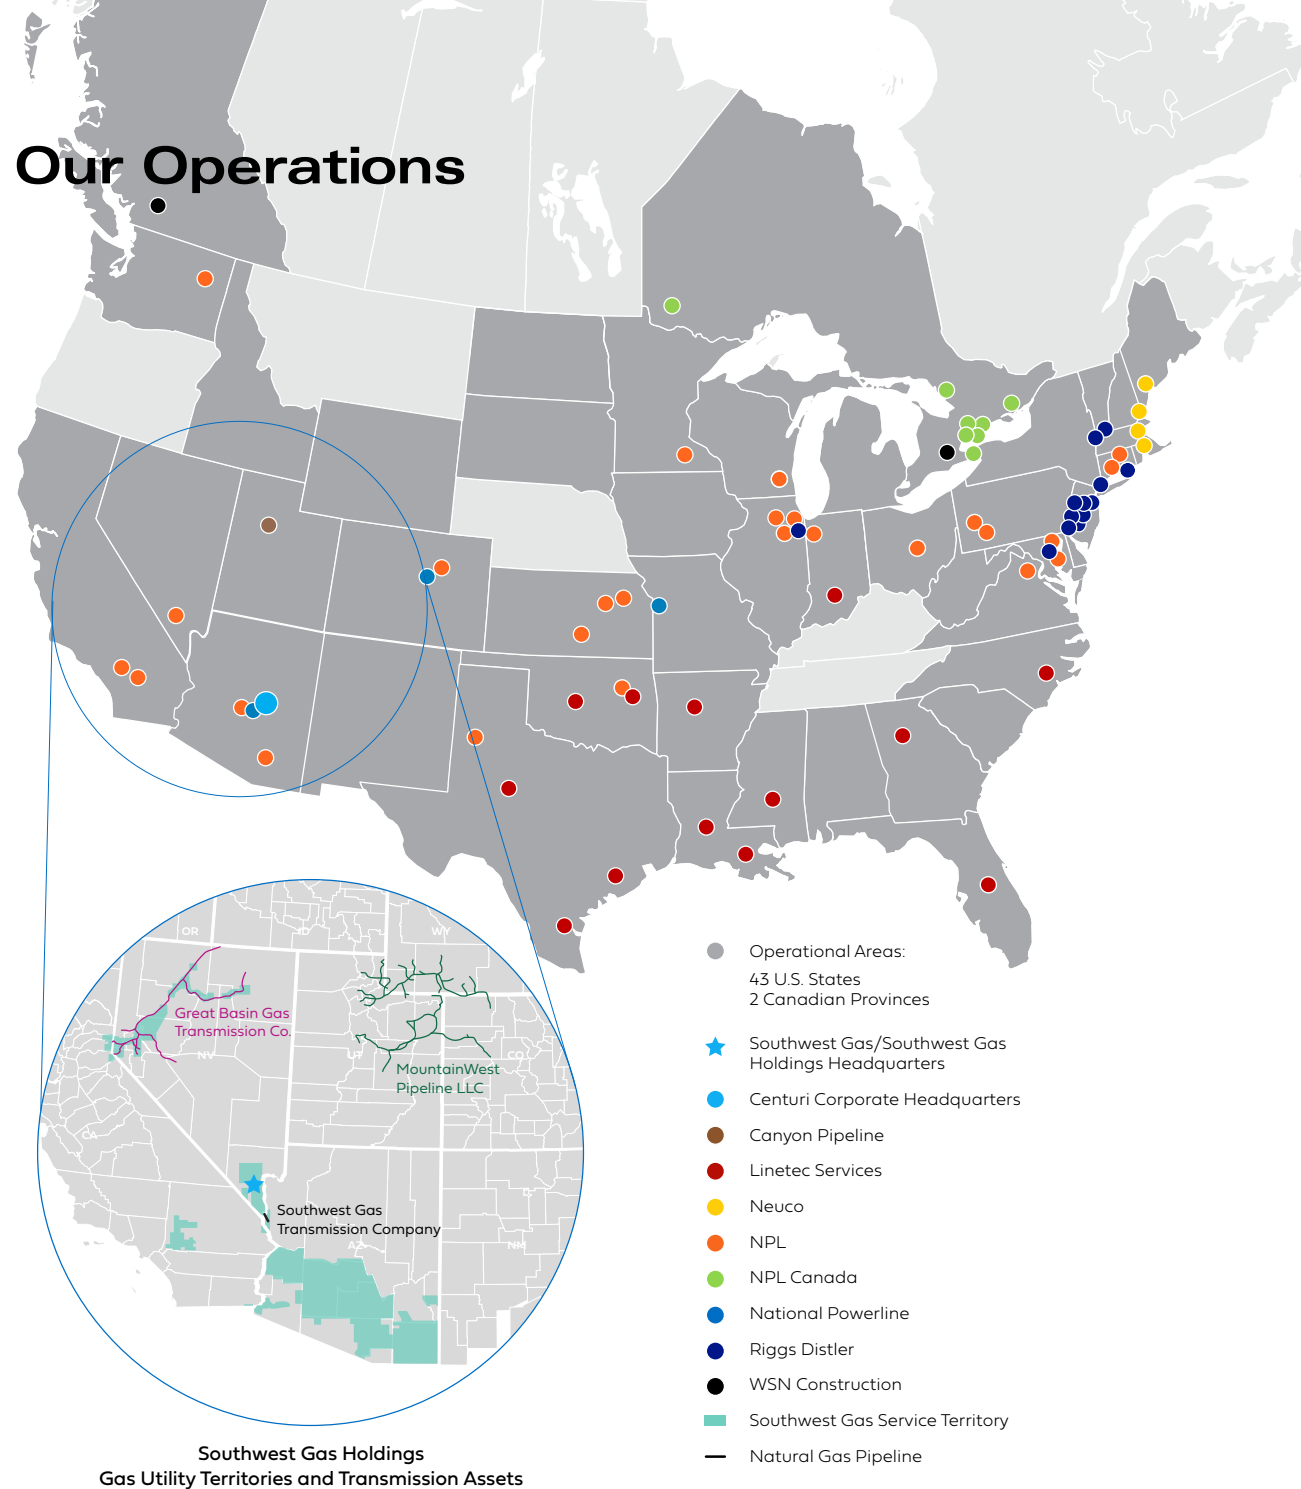 Our Operations
OR
ID
WY
Great Basin Gas
Transmission Co.
NV
UT
CO
MountainWest
Pipeline LLC
CA
Southwest Gas
Transmission Company
AZ
NM
Southwest Gas Holdings
Gas Utility Territories and Transmission Assets
Operational Areas:
43 U.S. States
2 Canadian Provinces
Southwest Gas/Southwest Gas
Holdings Headquarters
Centuri Corporate Headquarters
Canyon Pipeline
Linetec Services
Neuco
NPL
NPL Canada
National Powerline
Riggs Distler
WSN Construction
Southwest Gas Service Territory
Natural Gas Pipeline